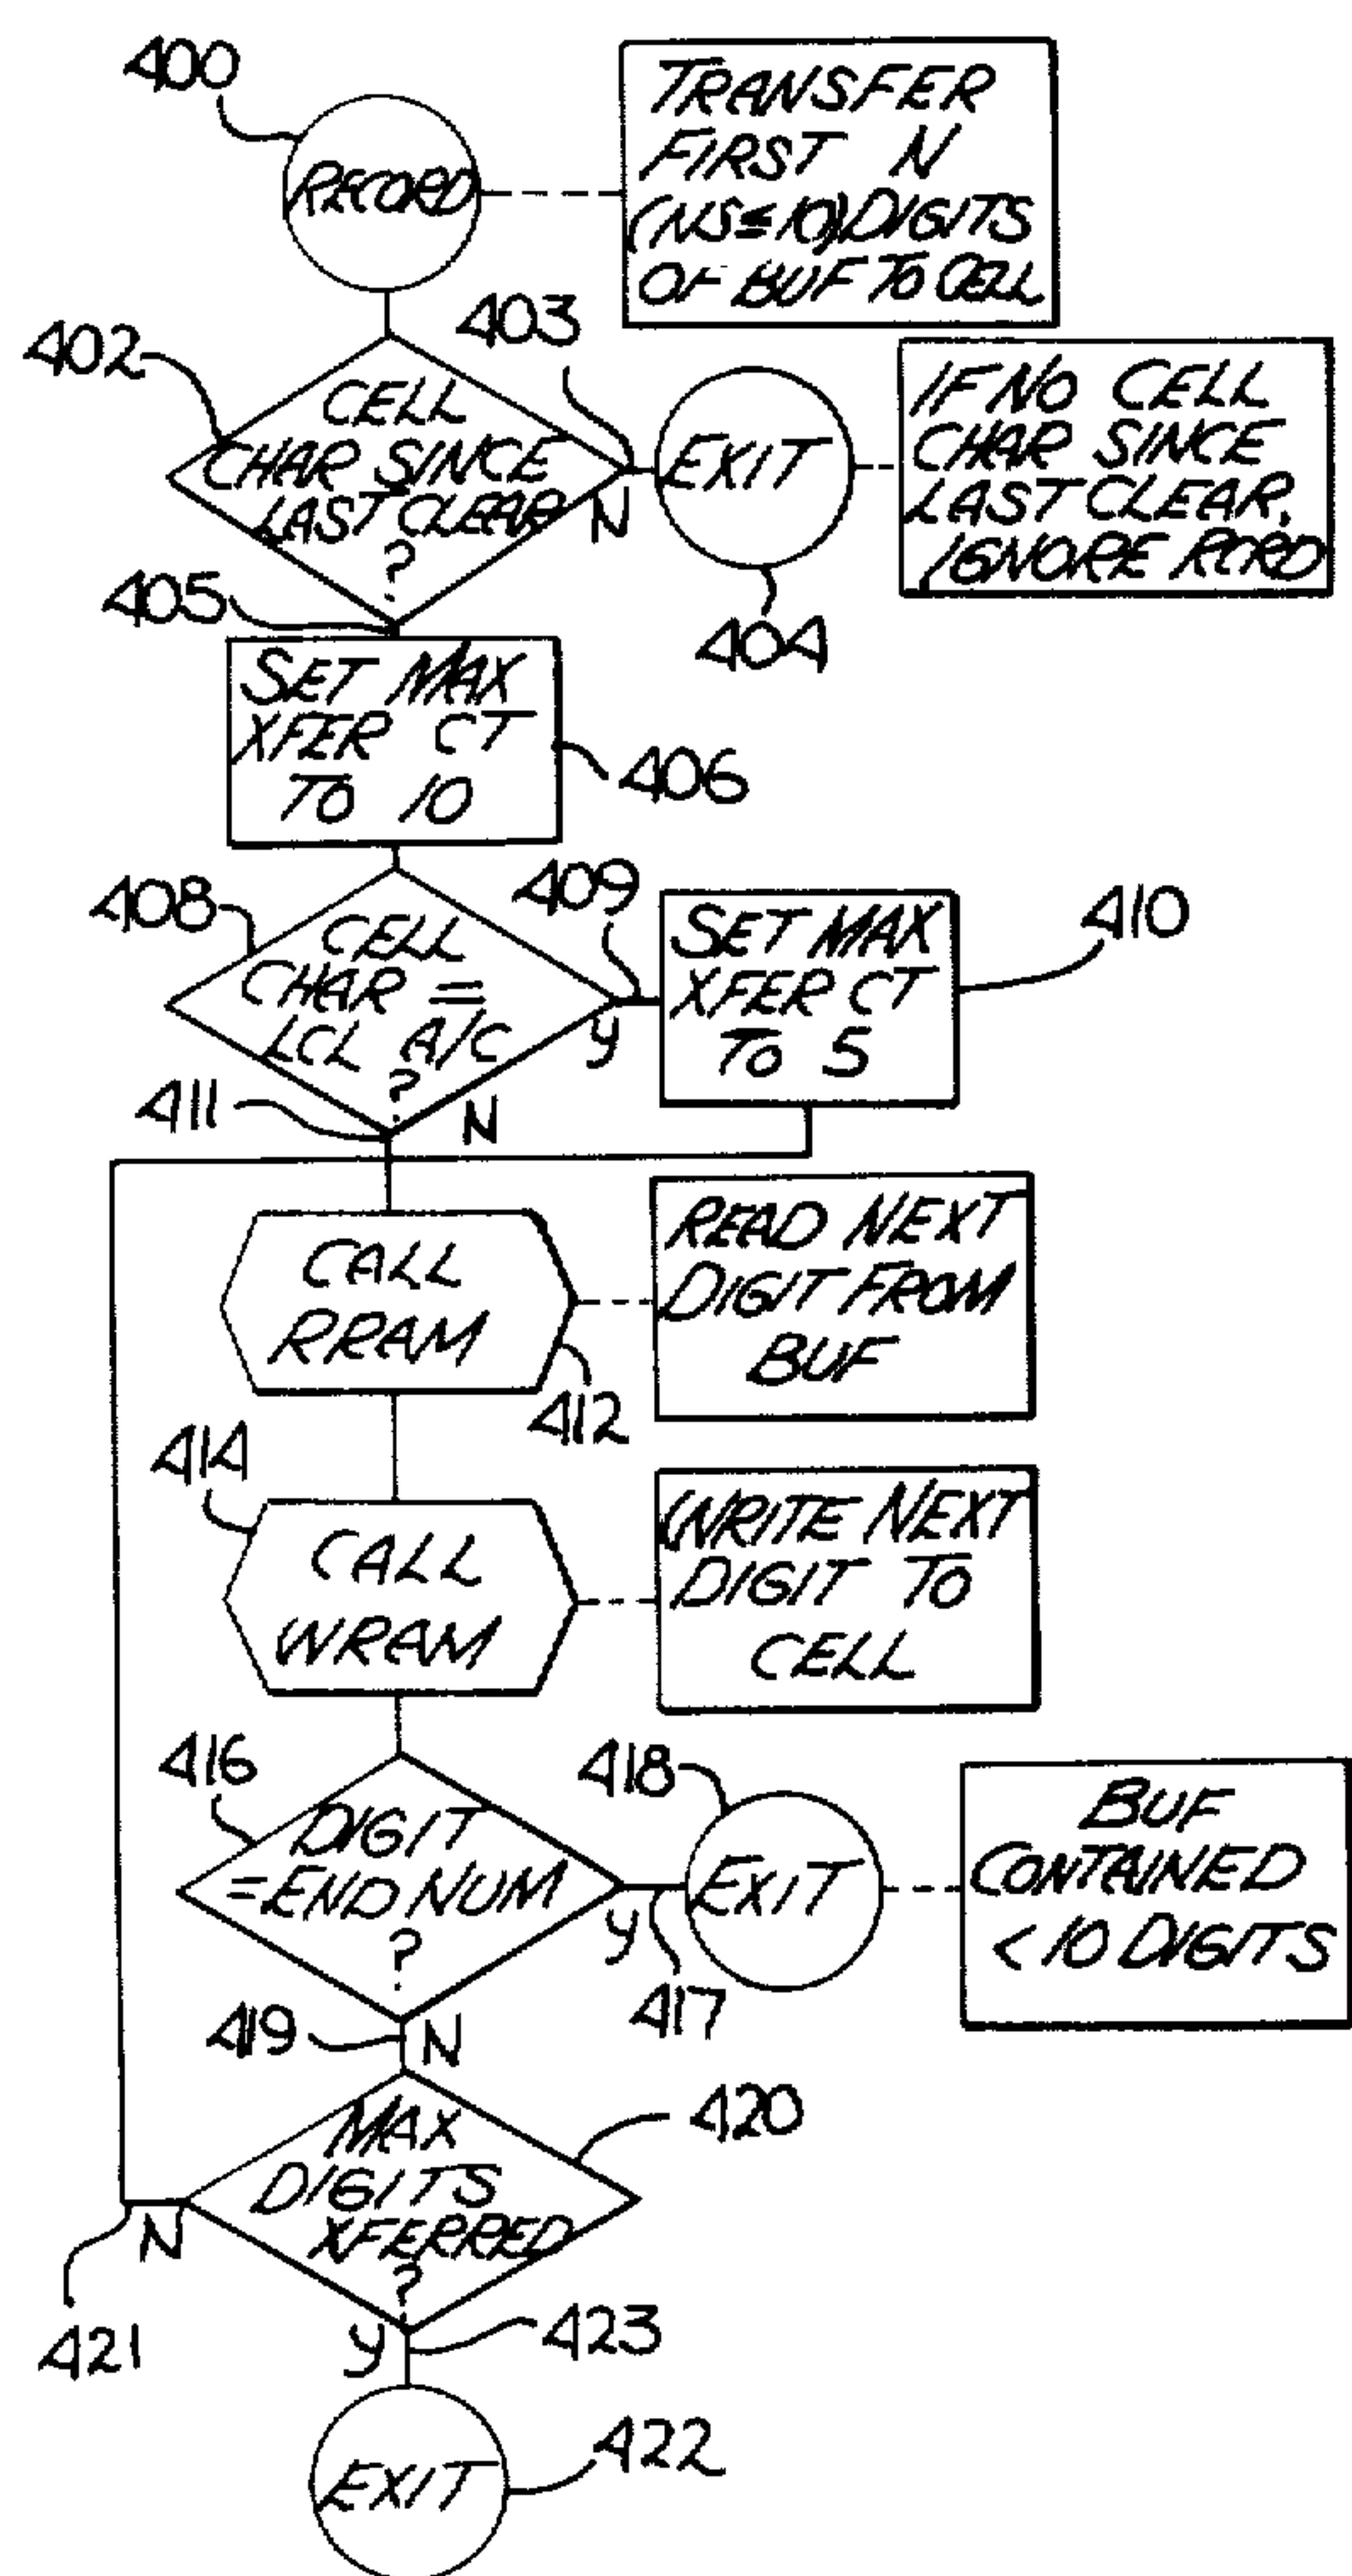 400
RECORD
TRANSFER
FIRST N
(NS≤10) DIGITS
OF BUF TO CELL
402
CELL
CHAR SINCE
LAST CLEAR
?
403
N
EXIT
404
IF NO CELL
CHAR SINCE
LAST CLEAR,
IGNORE RCRD
405
SET MAX
XFER CT
TO 10
406
408
CELL
CHAR =
LCL A/C
?
409
Y
SET MAX
XFER CT
TO 5
410
411
N
CALL
RRAM
412
READ NEXT
DIGIT FROM
BUF
414
CALL
WRAM
WRITE NEXT
DIGIT TO
CELL
416
DIGIT
=END NUM
?
Y
417
418
EXIT
BUF
CONTAINED
<10 DIGITS
419
N
MAX
DIGITS
XFERRED
?
420
N
421
Y
423
EXIT
422